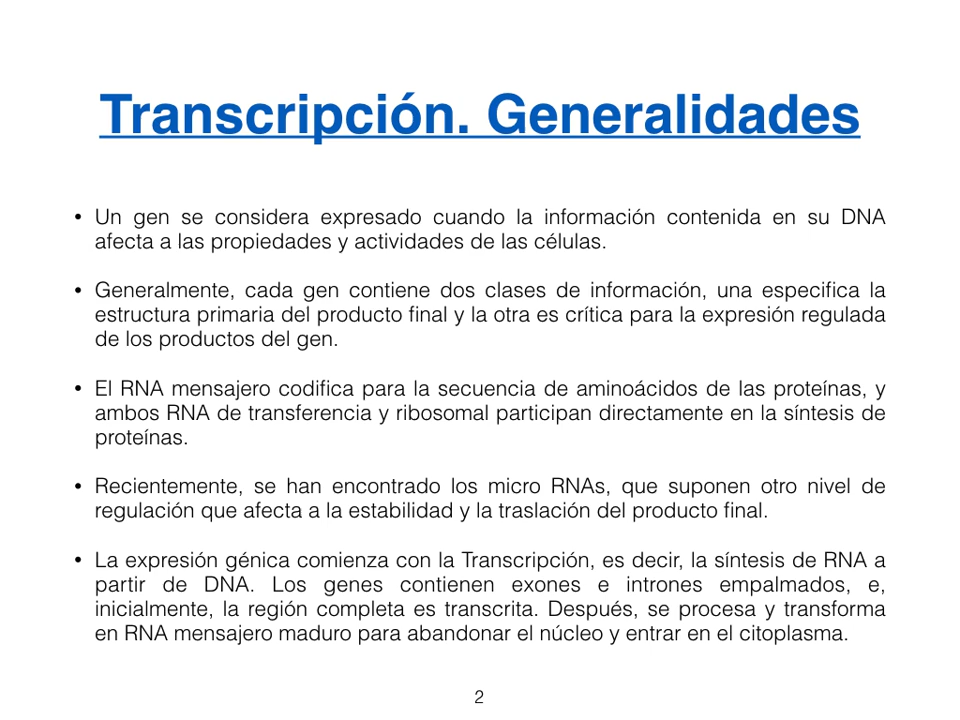 Transcripción. Generalidades
• Un gen se considera expresado cuando la información contenida en su DNA
afecta a las propiedades y actividades de las células.
• Generalmente, cada gen contiene dos clases de información, una especifica la
estructura primaria del producto final y la otra es crítica para la expresión regulada
de los productos del gen.
• El RNA mensajero codifica para la secuencia de aminoácidos de las proteínas, y
ambos RNA de transferencia y ribosomal participan directamente en la síntesis de
proteínas.
• Recientemente, se han encontrado los micro RNAs, que suponen otro nivel de
regulación que afecta a la estabilidad y la traslación del producto final.
• La expresión génica comienza con la Transcripción, es decir, la síntesis de RNA a
partir de DNA. Los genes contienen exones e intrones empalmados, e,
inicialmente, la región completa es transcrita. Después, se procesa y transforma
en RNA mensajero maduro para abandonar el núcleo y entrar en el citoplasma.
2